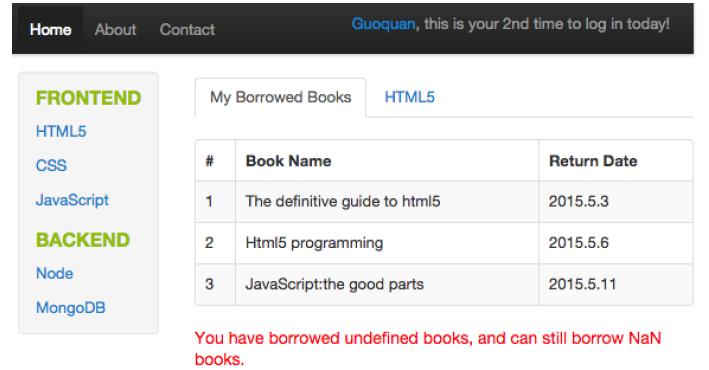 Home About Contact Guoquan, this is your 2nd time to log in today!
FRONTEND
HTML5
CSS
JavaScript
BACKEND
Node
MongoDB
My Borrowed Books HTML5
# Book Name Return Date
1 The definitive guide to html5 2015.5.3
2 Html5 programming 2015.5.6
3 JavaScript:the good parts 2015.5.11
You have borrowed undefined books, and can still borrow NaN
books.